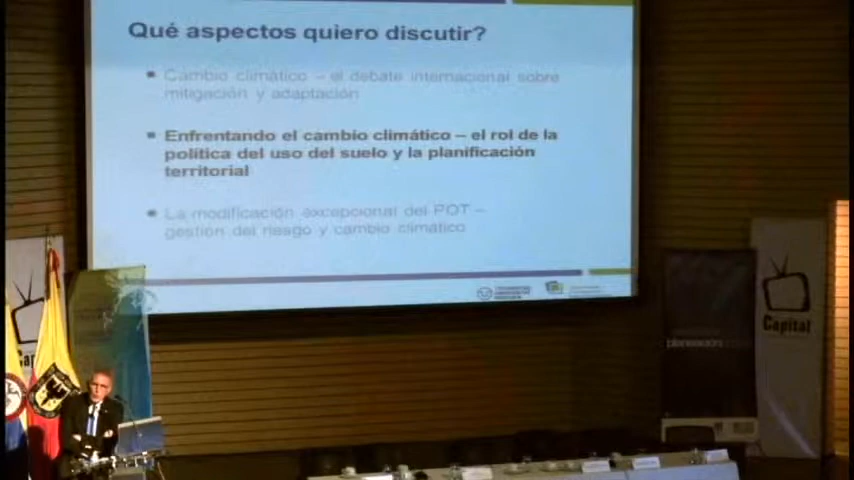 Qué aspectos quiero discutir?
▪ Cambio climático – el debate internacional sobre
mitigación y adaptación
▪ Enfrentando el cambio climático – el rol de la
política del uso del suelo y la planificación
territorial
▪ La modificación excepcional del POT –
gestión del riesgo y cambio climático
Capital
planeación
Cap